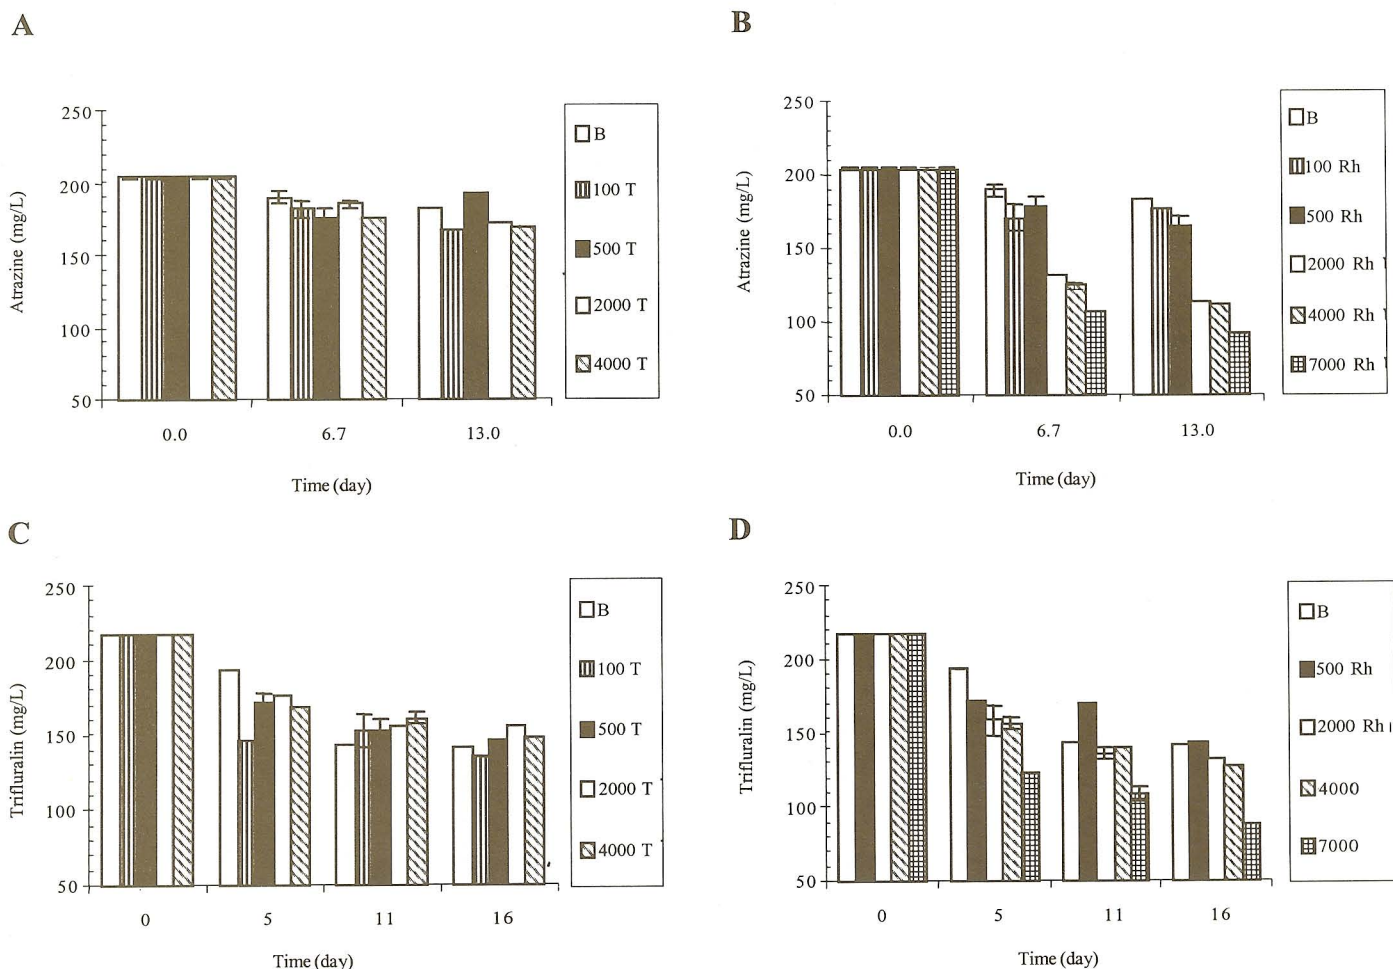 A
250
200
150
100
50
Atrazine (mg/L)
0.0 6.7 13.0
Time (day)
B
100 T
500 T
2000 T
4000 T
B
250
200
150
100
50
Atrazine (mg/L)
0.0 6.7 13.0
Time (day)
B
100 Rh
500 Rh
2000 Rh
4000 Rh
7000 Rh
C
250
200
150
100
50
Trifluralin (mg/L)
0 5 11 16
Time (day)
B
100 T
500 T
2000 T
4000 T
D
250
200
150
100
50
Trifluralin (mg/L)
0 5 11 16
Time (day)
B
500 Rh
2000 Rh
4000
7000